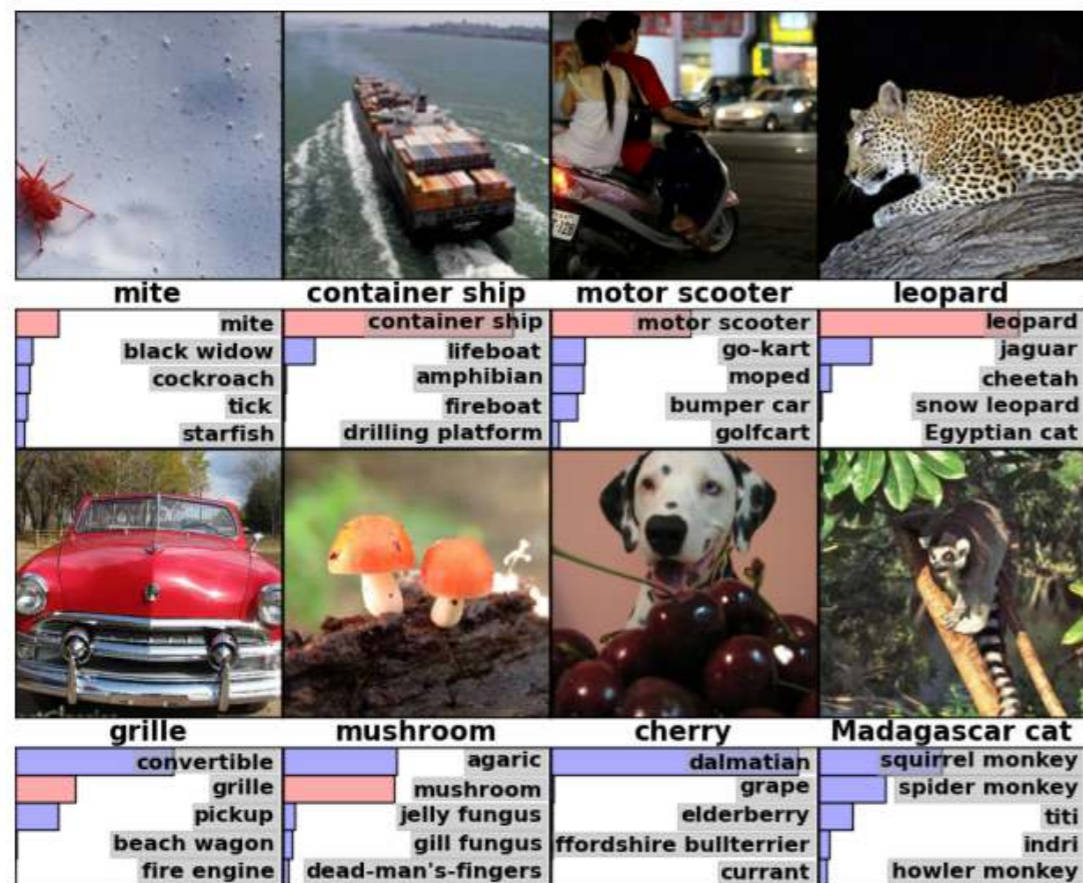 mite
container ship
motor scooter
leopard
mite
black widow
cockroach
tick
starfish
container ship
lifeboat
amphibian
fireboat
drilling platform
motor scooter
go-kart
moped
bumper car
golfcart
leopard
jaguar
cheetah
snow leopard
Egyptian cat
grille
mushroom
cherry
Madagascar cat
convertible
grille
pickup
beach wagon
fire engine
agaric
mushroom
jelly fungus
gill fungus
dead-man's-fingers
dalmatian
grape
elderberry
ffordshire bullterrier
currant
squirrel monkey
spider monkey
titi
indri
howler monkey